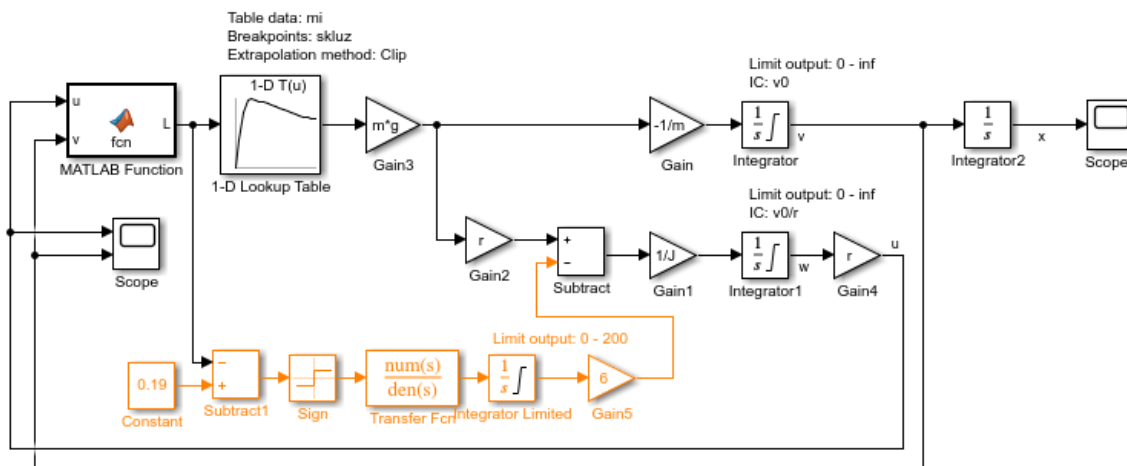 Table data: mi
Breakpoints: skluz
Extrapolation method: Clip
Limit output: 0 - inf
IC: v0
1-D T(u)
u
v
fcn
L
MATLAB Function
1-D Lookup Table
m*g
Gain3
-1/m
Gain
1
s
v
Integrator
1
s
Integrator2
x
Scope
Limit output: 0 - inf
IC: v0/r
Scope
r
Gain2
+
−
Subtract
1/J
Gain1
1
s
w
Integrator1
r
Gain4
u
Limit output: 0 - 200
0.19
Constant
−
+
Subtract1
Sign
num(s)
den(s)
Transfer Fcn
1
s
Integrator Limited
6
Gain5